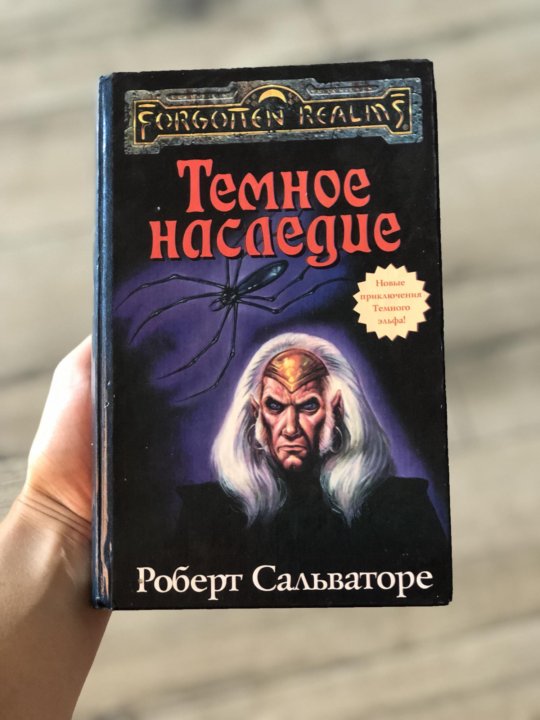 FORGOTTEN REALMS
Темное
наследие
Новые
приключения
Темного
эльфа!
Роберт Сальваторе